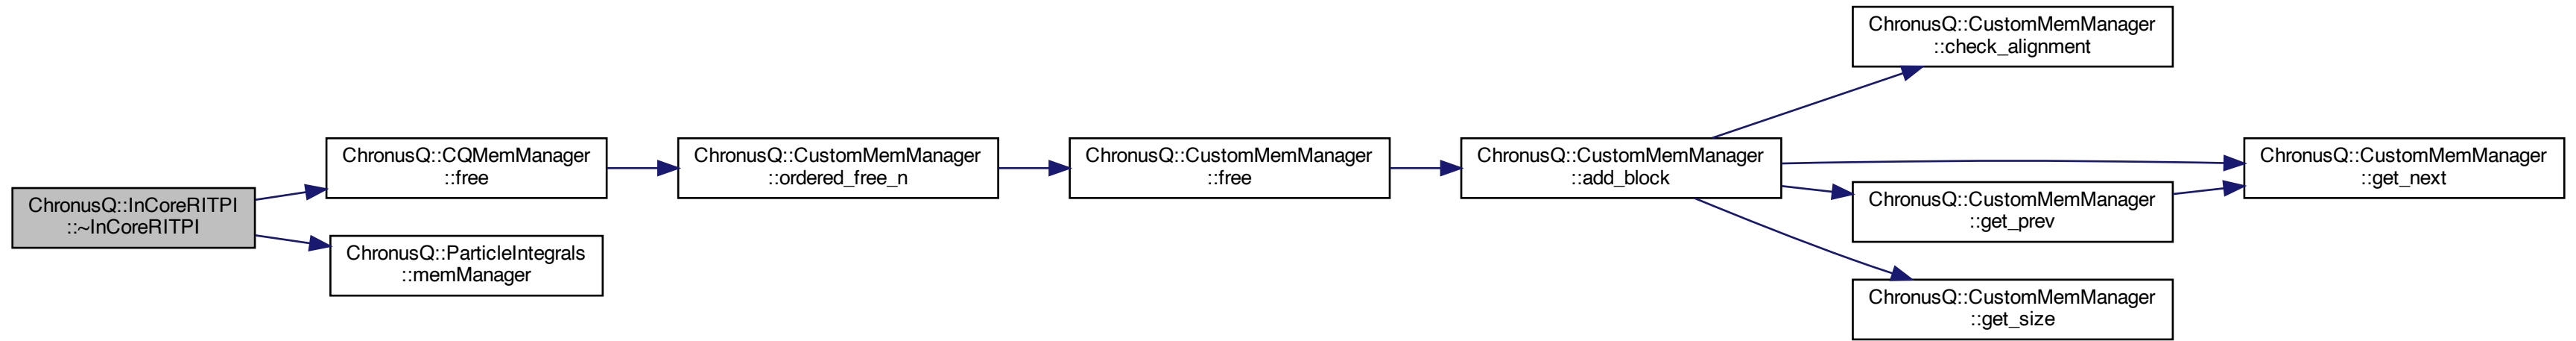 ChronusQ::InCoreRITPI
::~InCoreRITPI
ChronusQ::CQMemManager
::free
ChronusQ::ParticleIntegrals
::memManager
ChronusQ::CustomMemManager
::ordered_free_n
ChronusQ::CustomMemManager
::free
ChronusQ::CustomMemManager
::add_block
ChronusQ::CustomMemManager
::check_alignment
ChronusQ::CustomMemManager
::get_prev
ChronusQ::CustomMemManager
::get_size
ChronusQ::CustomMemManager
::get_next